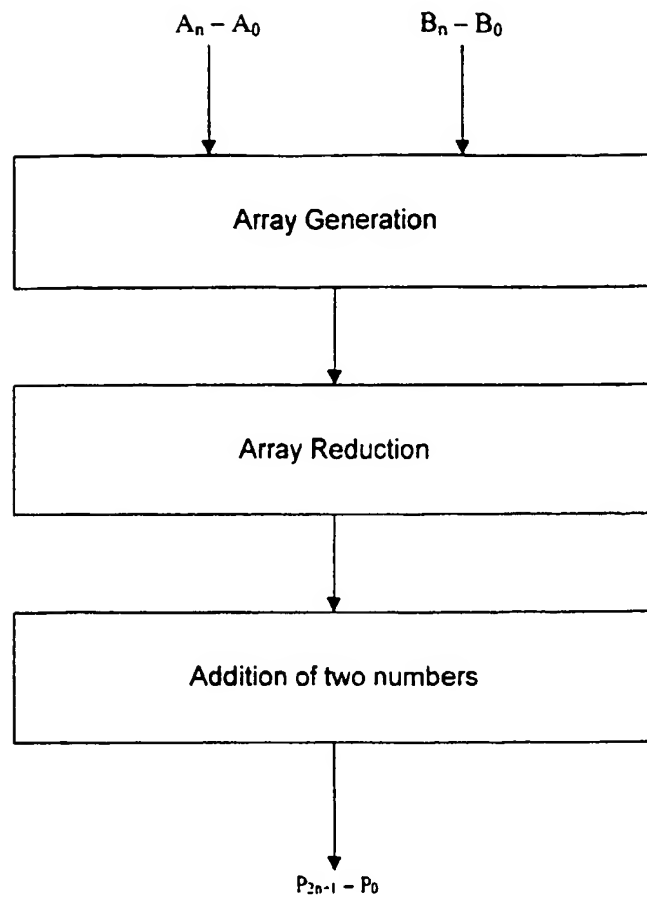 Aₙ – A₀ Bₙ – B₀
Array Generation
Array Reduction
Addition of two numbers
P₂ₙ₋₁ – P₀